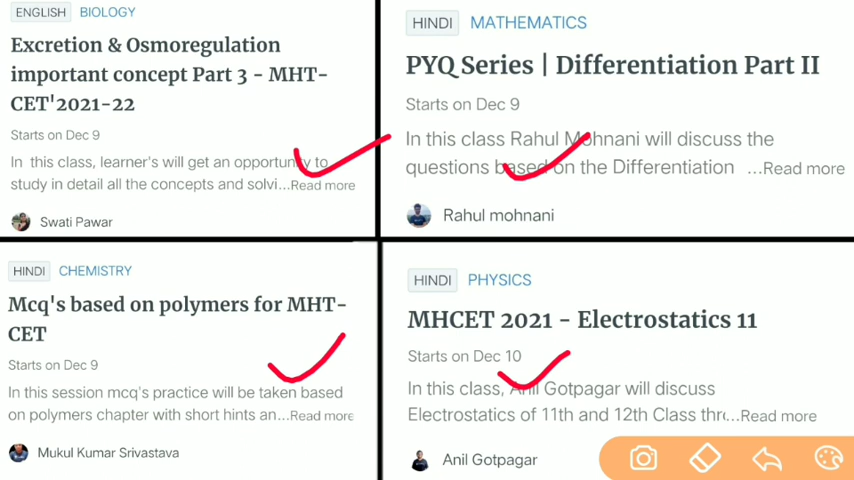 ENGLISH BIOLOGY
Excretion & Osmoregulation
important concept Part 3 - MHT-
CET'2021-22
Starts on Dec 9
In this class, learner's will get an opportunity to
study in detail all the concepts and solvi...Read more
Swati Pawar
HINDI MATHEMATICS
PYQ Series | Differentiation Part II
Starts on Dec 9
In this class Rahul Mohnani will discuss the
questions based on the Differentiation ...Read more
Rahul mohnani
HINDI CHEMISTRY
Mcq's based on polymers for MHT-
CET
Starts on Dec 9
In this session mcq's practice will be taken based
on polymers chapter with short hints an...Read more
Mukul Kumar Srivastava
HINDI PHYSICS
MHCET 2021 - Electrostatics 11
Starts on Dec 10
In this class, Anil Gotpagar will discuss
Electrostatics of 11th and 12th Class thr...Read more
Anil Gotpagar